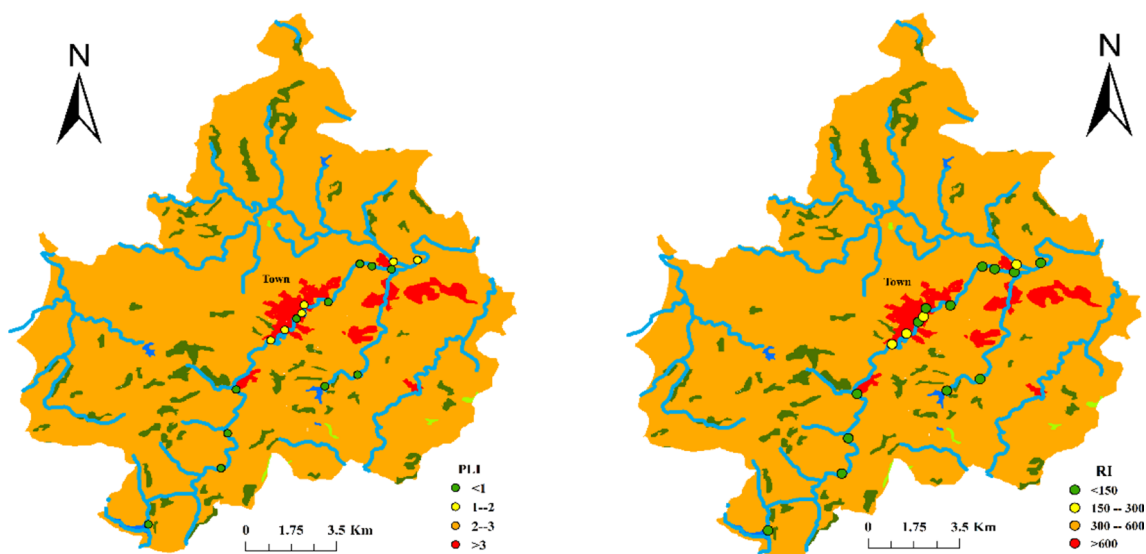 N
Town
PLI
<1
1--2
2--3
>3
0 1.75 3.5 Km
N
Town
RI
<150
150 -- 300
300 -- 600
>600
0 1.75 3.5 Km